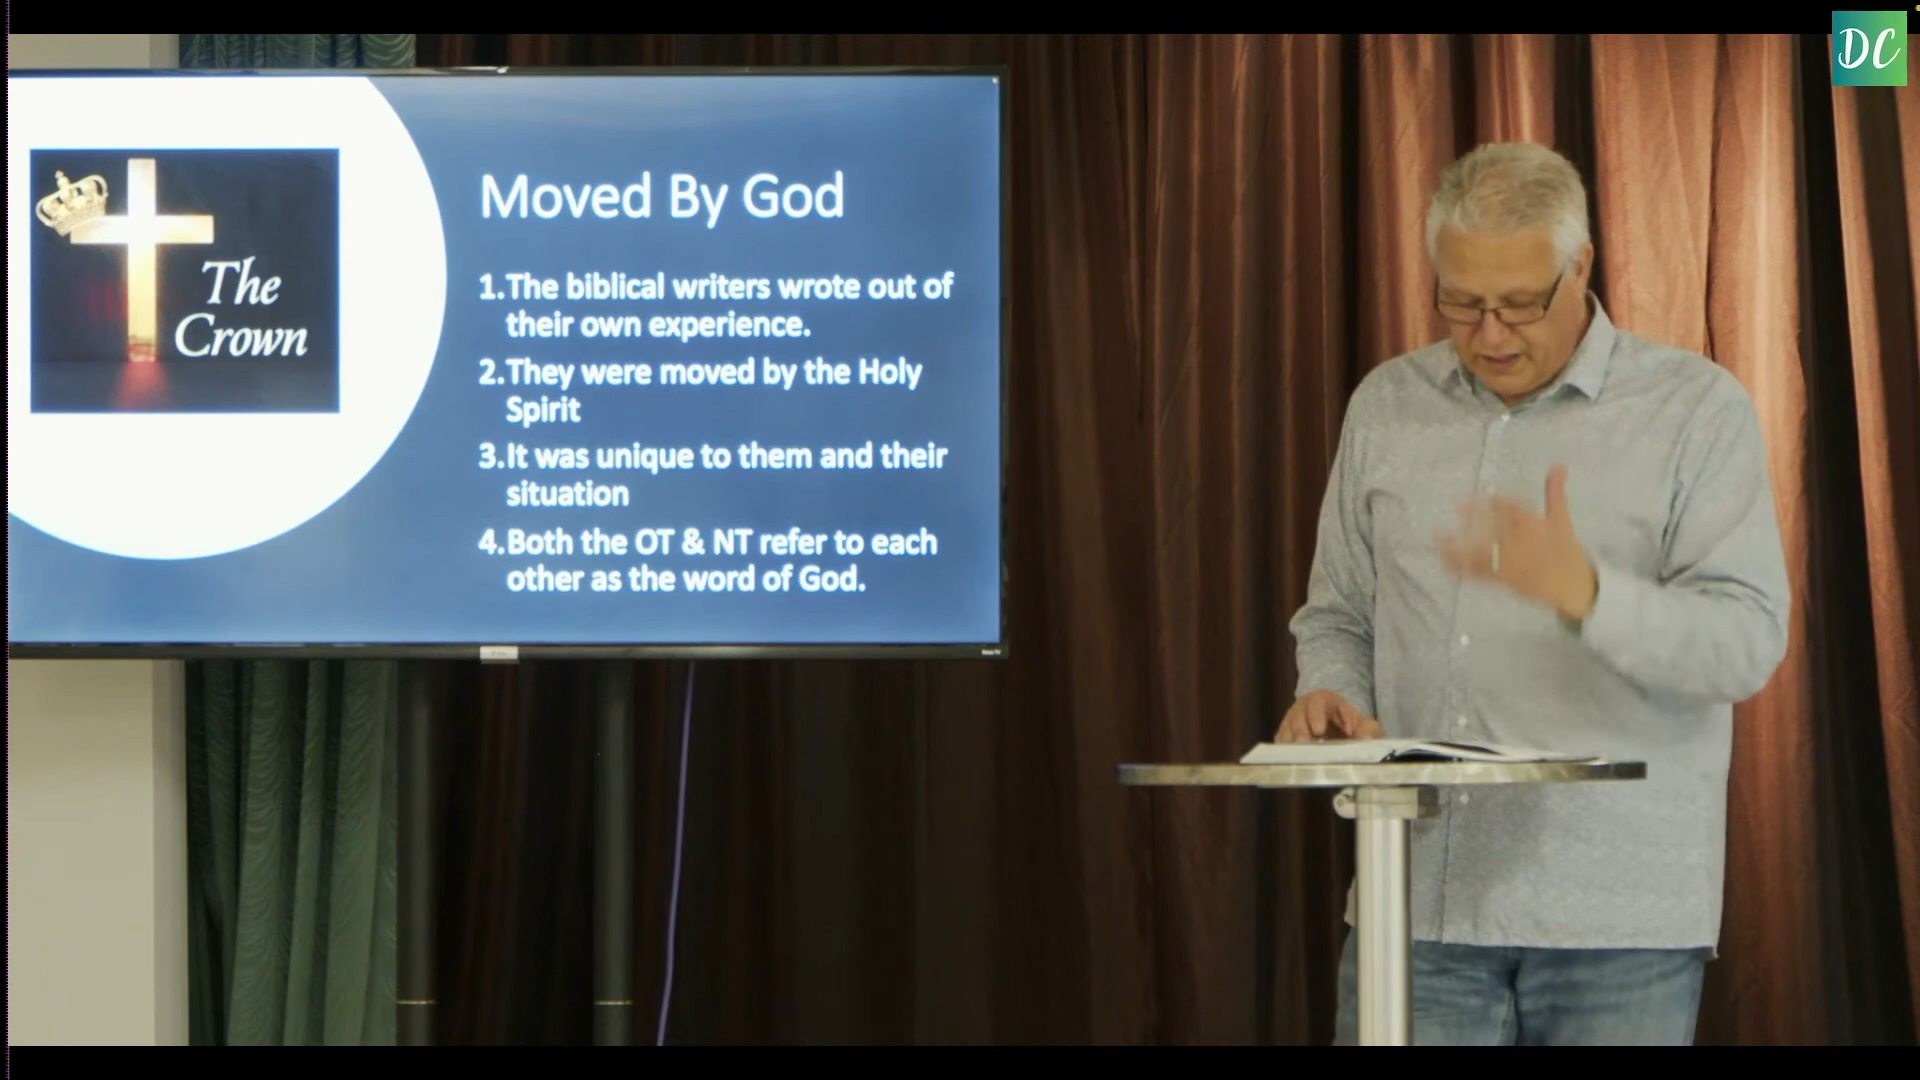 DC
The
Crown
Moved By God
1.The biblical writers wrote out of
their own experience.
2.They were moved by the Holy
Spirit
3.It was unique to them and their
situation
4.Both the OT & NT refer to each
other as the word of God.